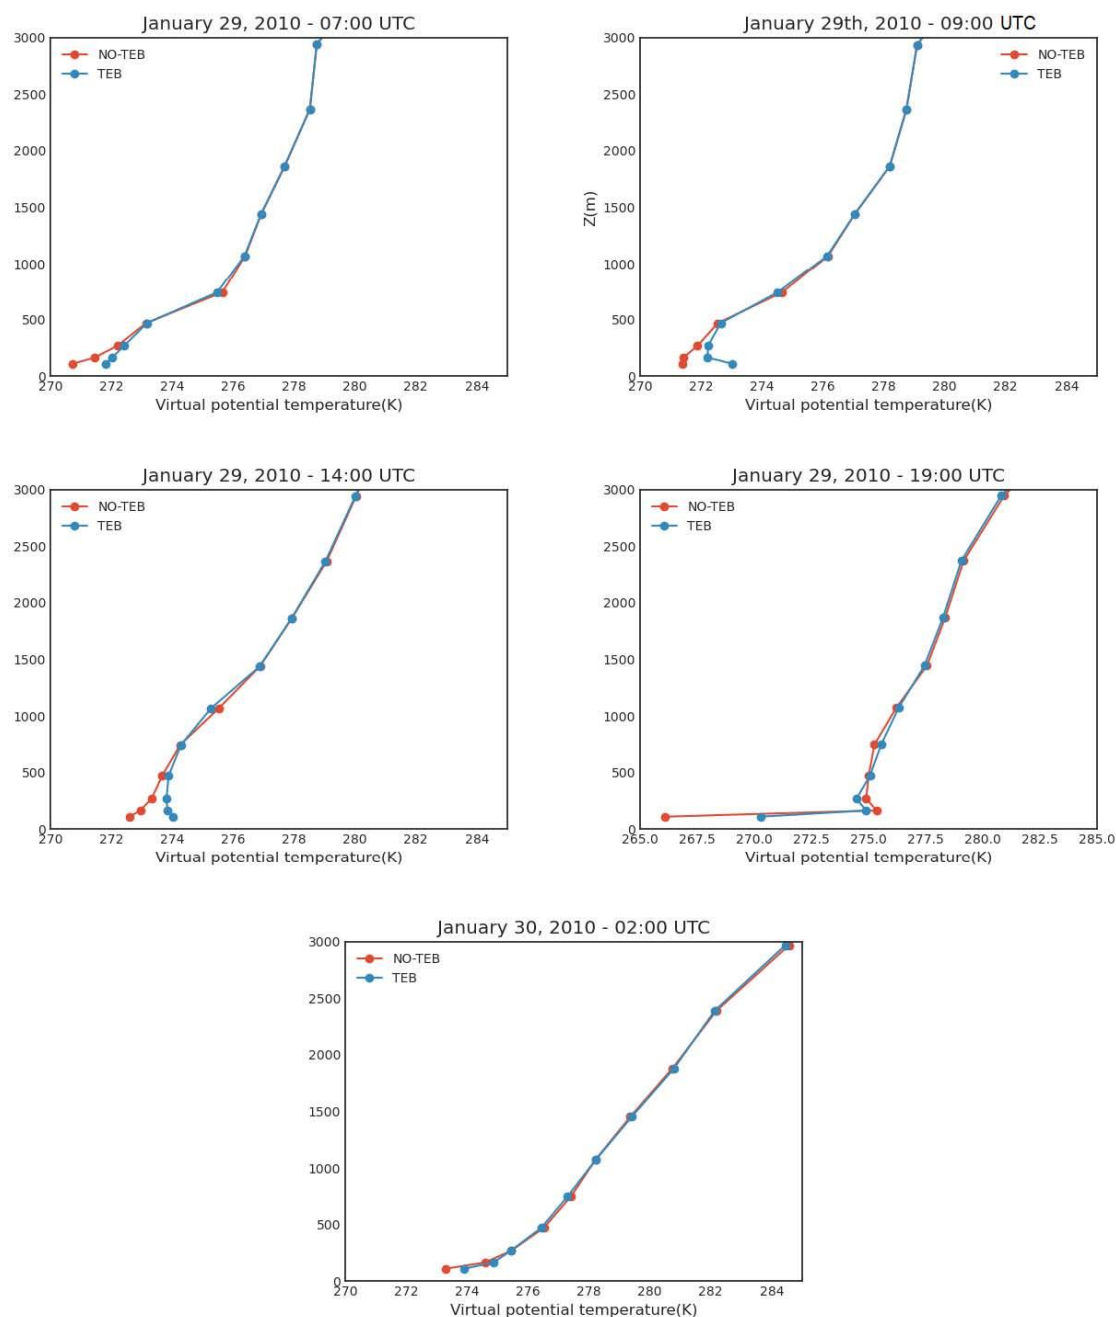 January 29, 2010 - 07:00 UTC
3000
2500
2000
1500
1000
500
0
NO-TEB
TEB
270 272 274 276 278 280 282 284
Virtual potential temperature(K)
January 29th, 2010 - 09:00 UTC
3000
2500
2000
1500
1000
500
0
Z(m)
NO-TEB
TEB
270 272 274 276 278 280 282 284
Virtual potential temperature(K)
January 29, 2010 - 14:00 UTC
3000
2500
2000
1500
1000
500
0
NO-TEB
TEB
270 272 274 276 278 280 282 284
Virtual potential temperature(K)
January 29, 2010 - 19:00 UTC
3000
2500
2000
1500
1000
500
0
NO-TEB
TEB
265.0 267.5 270.0 272.5 275.0 277.5 280.0 282.5 285.0
Virtual potential temperature(K)
January 30, 2010 - 02:00 UTC
3000
2500
2000
1500
1000
500
0
NO-TEB
TEB
270 272 274 276 278 280 282 284
Virtual potential temperature(K)